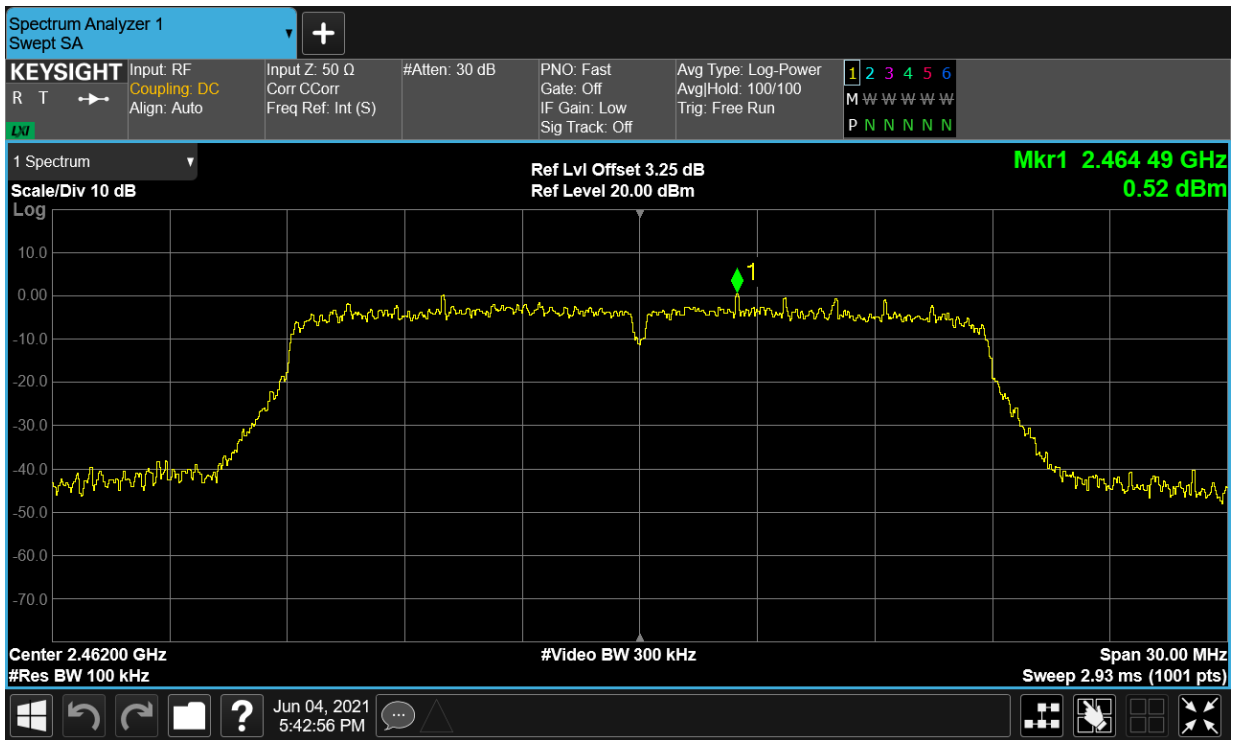 Spectrum Analyzer 1
Swept SA
KEYSIGHT
R T
LXI
Input: RF
Coupling: DC
Align: Auto
Input Z: 50 Ω
Corr CCorr
Freq Ref: Int (S)
#Atten: 30 dB
PNO: Fast
Gate: Off
IF Gain: Low
Sig Track: Off
Avg Type: Log-Power
Avg|Hold: 100/100
Trig: Free Run
1 2 3 4 5 6
M W W W W W
P N N N N N
1 Spectrum
Scale/Div 10 dB
Log
Ref Lvl Offset 3.25 dB
Ref Level 20.00 dBm
Mkr1 2.464 49 GHz
0.52 dBm
10.0
0.00
-10.0
-20.0
-30.0
-40.0
-50.0
-60.0
-70.0
1
Center 2.46200 GHz
#Res BW 100 kHz
#Video BW 300 kHz
Span 30.00 MHz
Sweep 2.93 ms (1001 pts)
?
Jun 04, 2021
5:42:56 PM